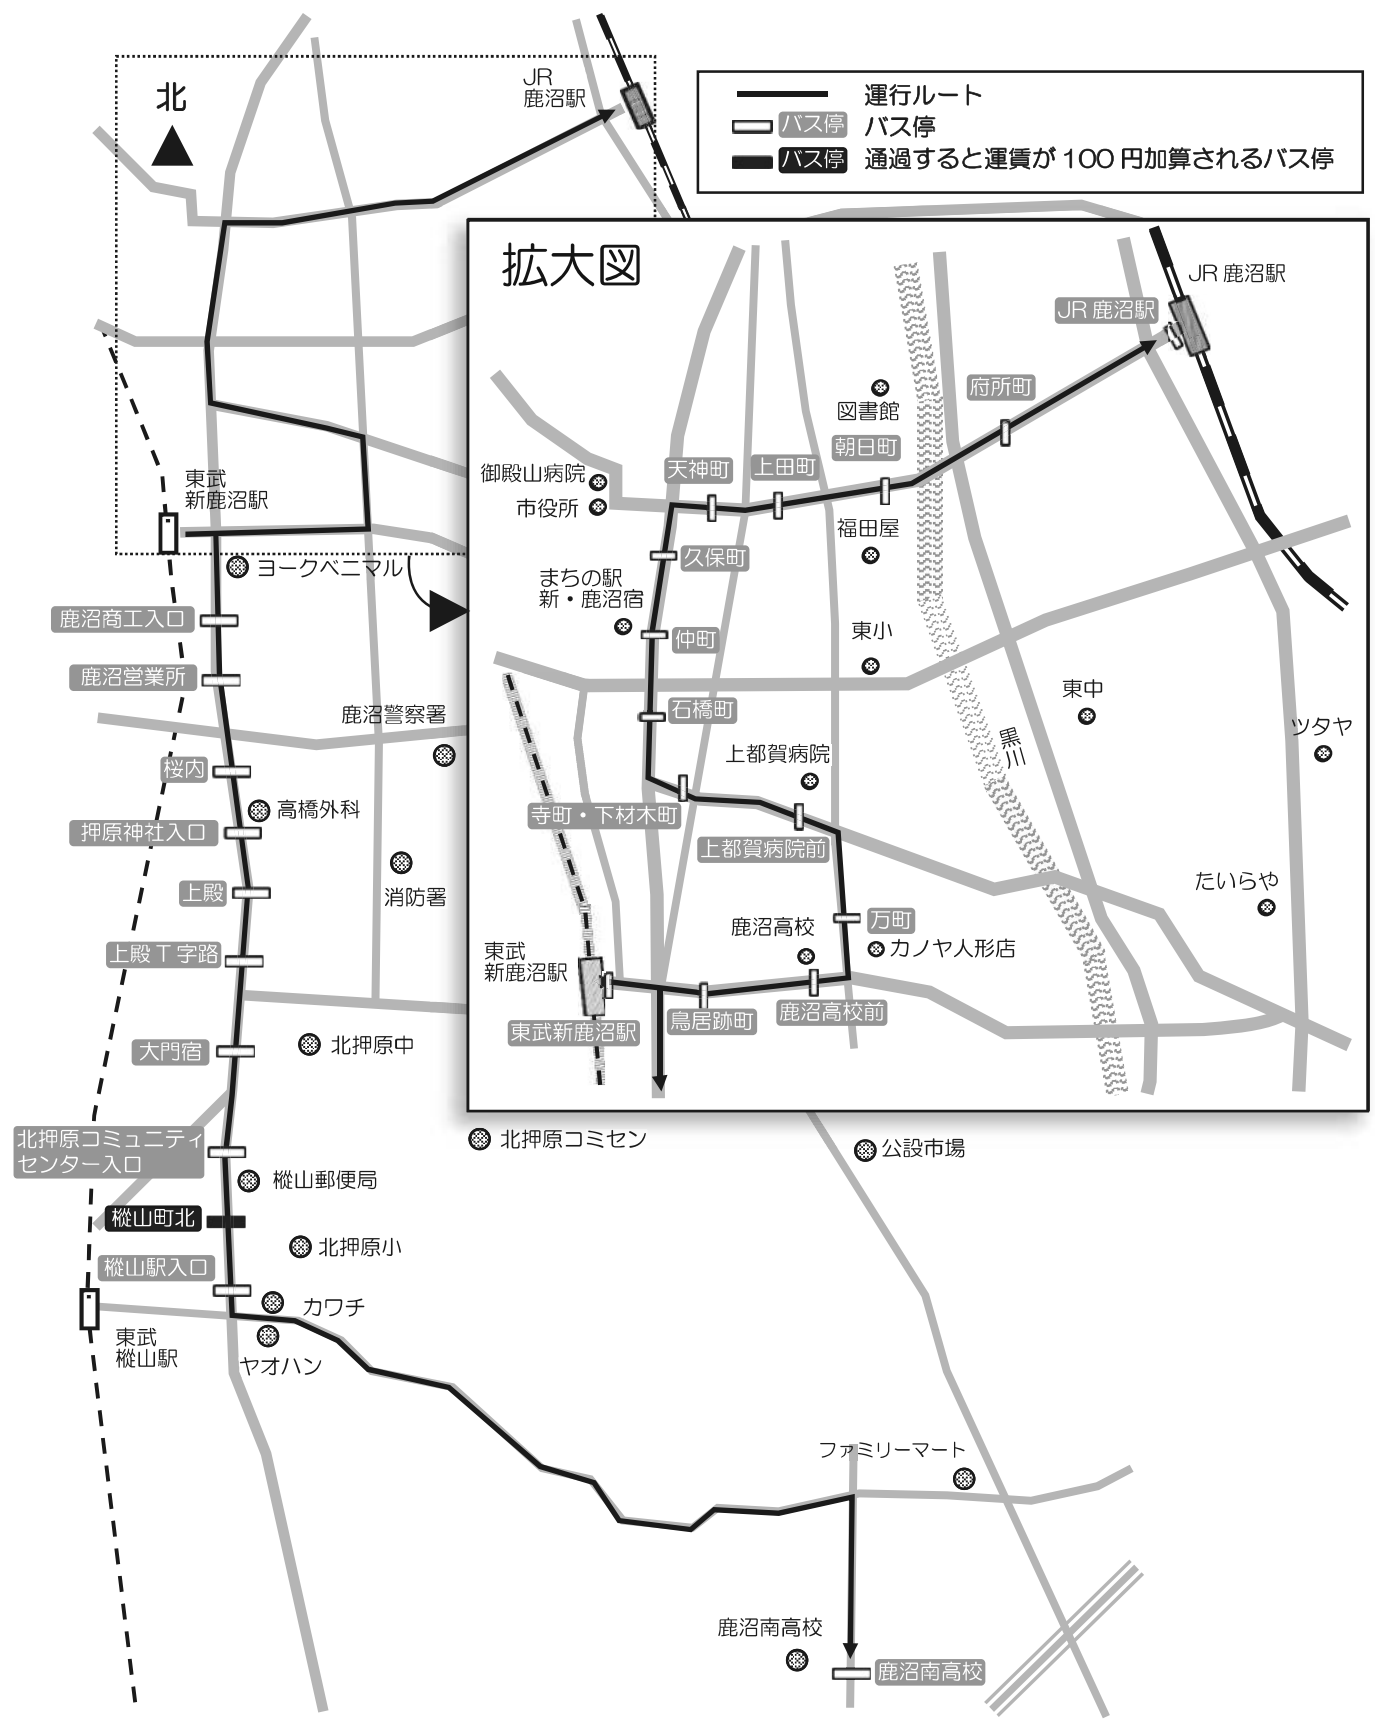 北
JR
鹿沼駅
運行ルート
バス停 バス停
バス停 通過すると運賃が 100 円加算されるバス停
東武
新鹿沼駅
ヨークベニマル
鹿沼商工入口
鹿沼営業所
鹿沼警察署
桜内
高橋外科
押原神社入口
消防署
上殿
上殿 T 字路
北押原中
大門宿
北押原コミュニティ
センター入口
北押原コミセン
公設市場
樅山郵便局
樅山町北
北押原小
樅山駅入口
カワチ
東武
樅山駅
ヤオハン
ファミリーマート
鹿沼南高校
鹿沼南高校
拡大図
JR 鹿沼駅
JR 鹿沼駅
府所町
図書館
朝日町
上田町
天神町
御殿山病院
市役所
福田屋
久保町
まちの駅
新・鹿沼宿
仲町
東小
石橋町
東中
黒川
ツタヤ
上都賀病院
寺町・下材木町
上都賀病院前
たいらや
万町
鹿沼高校
カノヤ人形店
東武
新鹿沼駅
東武新鹿沼駅
鳥居跡町
鹿沼高校前